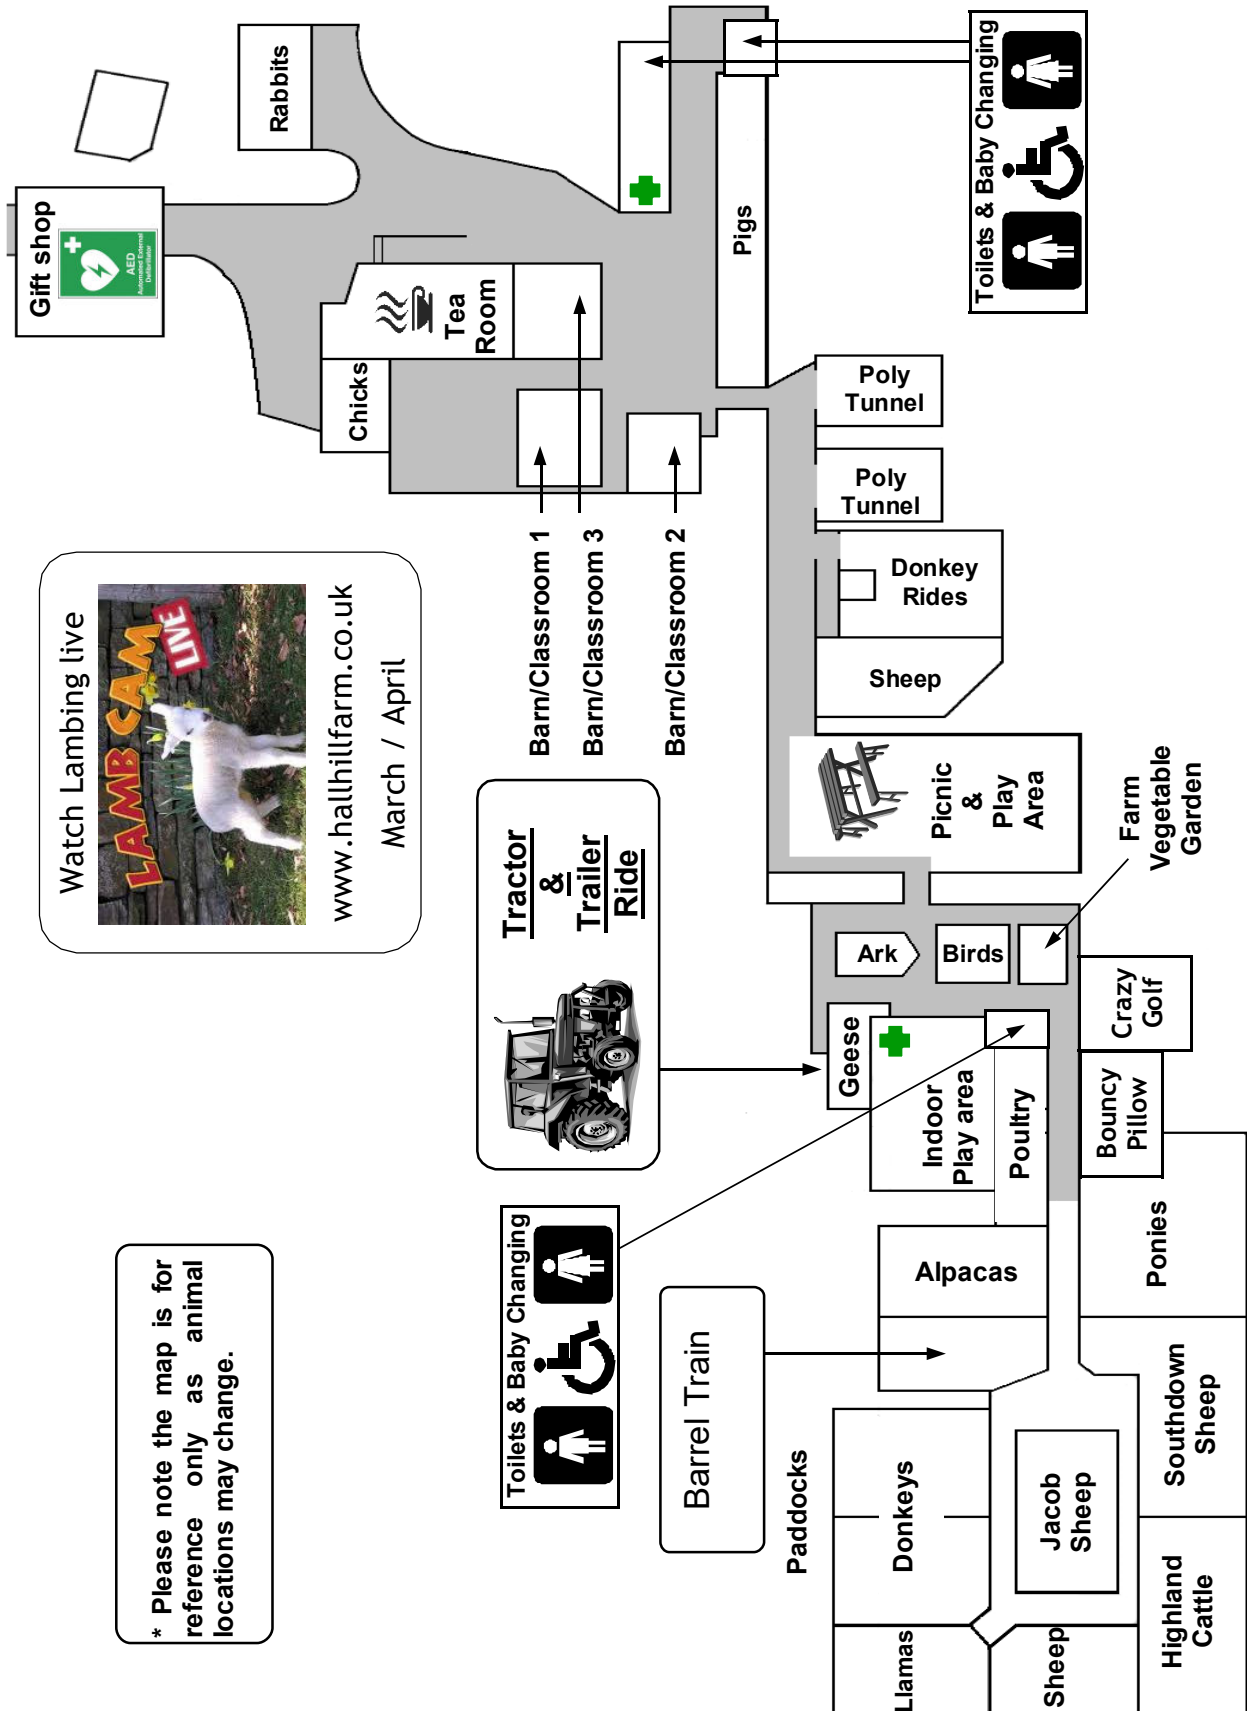 Gift shop
AED
Automated External
Defibrillator
Rabbits
Toilets & Baby Changing
Pigs
Tea
Room
Chicks
Poly
Tunnel
Poly
Tunnel
Barn/Classroom 1
Barn/Classroom 3
Barn/Classroom 2
Donkey
Rides
Sheep
Watch Lambing live
LAMB CAM
LIVE
www.hallhillfarm.co.uk
March / April
Picnic
&
Play
Area
Farm
Vegetable
Garden
Tractor
&
Trailer
Ride
Ark
Birds
Geese
Crazy
Golf
Indoor
Play area
Poultry
Bouncy
Pillow
Toilets & Baby Changing
Alpacas
Ponies
Barrel Train
* Please note the map is for
reference only as animal
locations may change.
Paddocks
Donkeys
Jacob
Sheep
Southdown
Sheep
Llamas
Sheep
Highland
Cattle